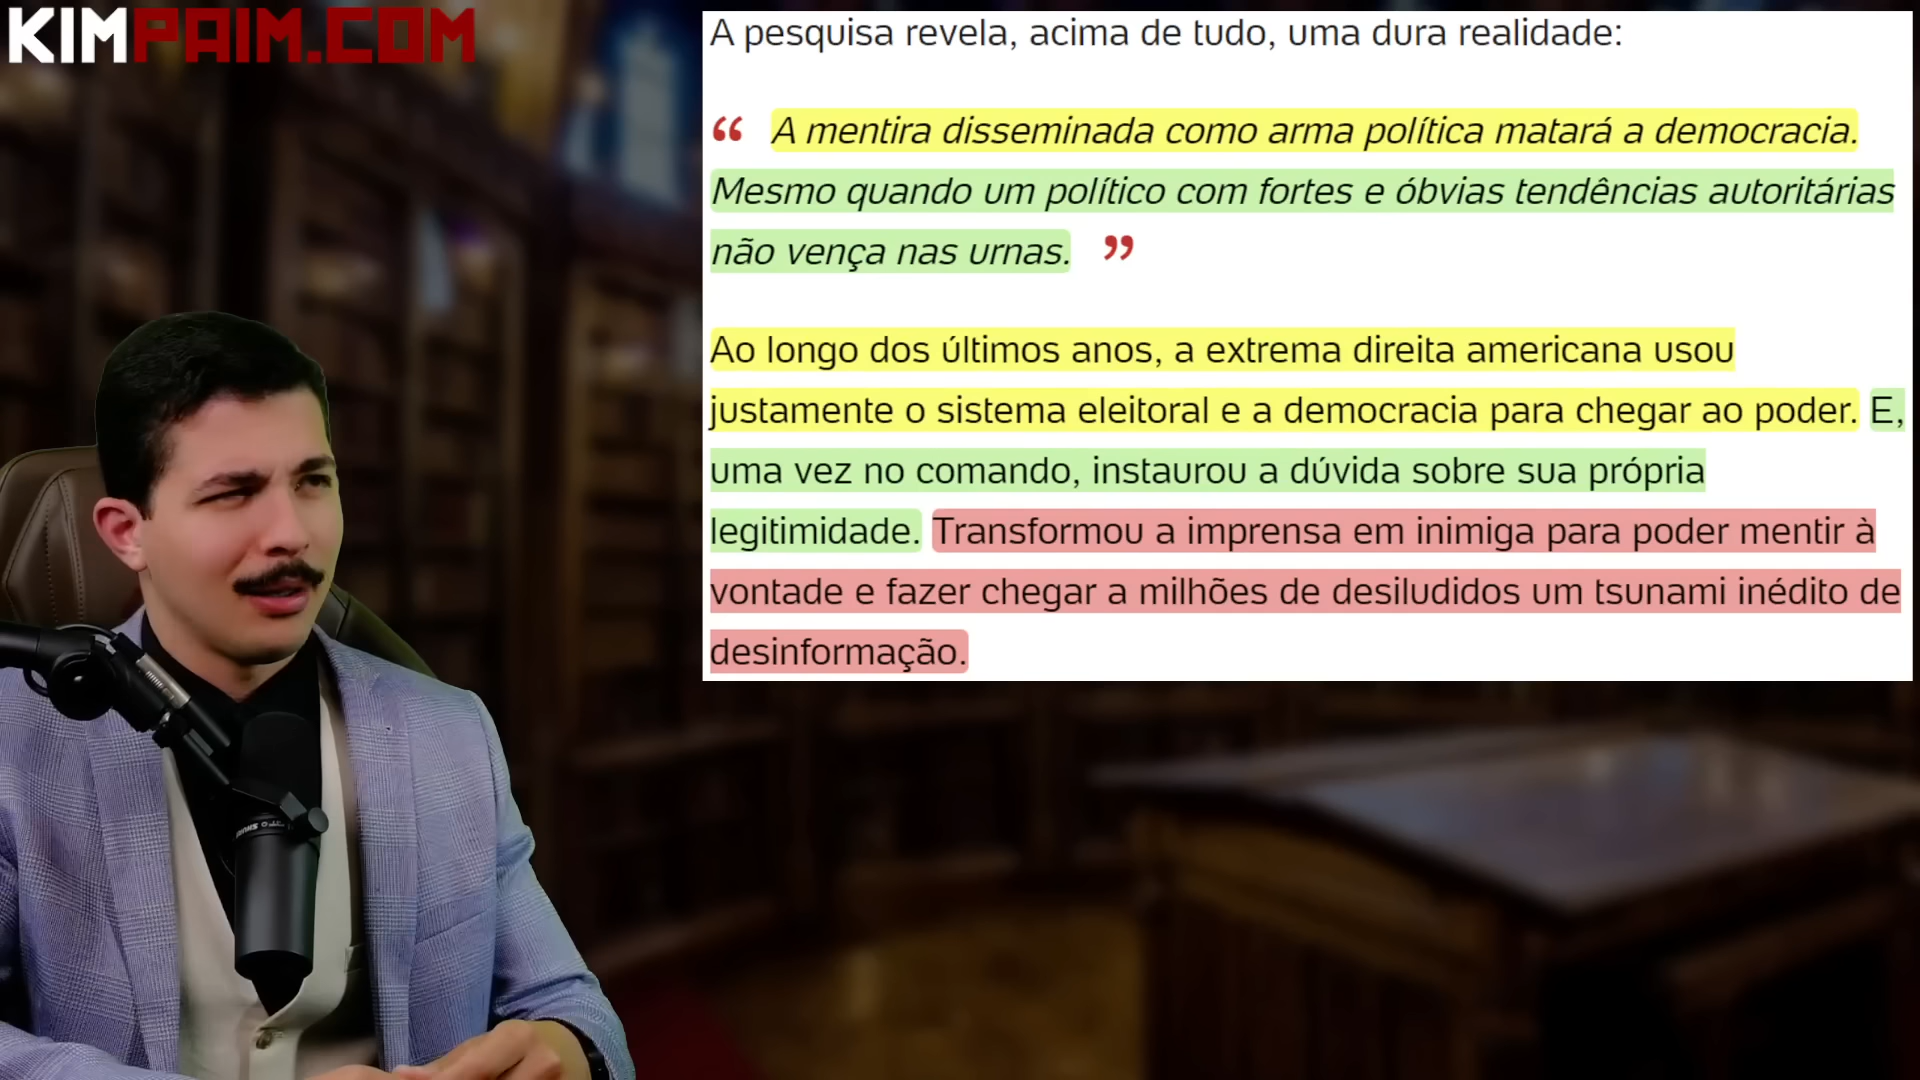 KIMPAIM.COM
A pesquisa revela, acima de tudo, uma dura realidade:
“ A mentira disseminada como arma política matará a democracia.
Mesmo quando um político com fortes e óbvias tendências autoritárias
não vença nas urnas. ”
Ao longo dos últimos anos, a extrema direita americana usou
justamente o sistema eleitoral e a democracia para chegar ao poder. E,
uma vez no comando, instaurou a dúvida sobre sua própria
legitimidade. Transformou a imprensa em inimiga para poder mentir à
vontade e fazer chegar a milhões de desiludidos um tsunami inédito de
desinformação.
SHURE